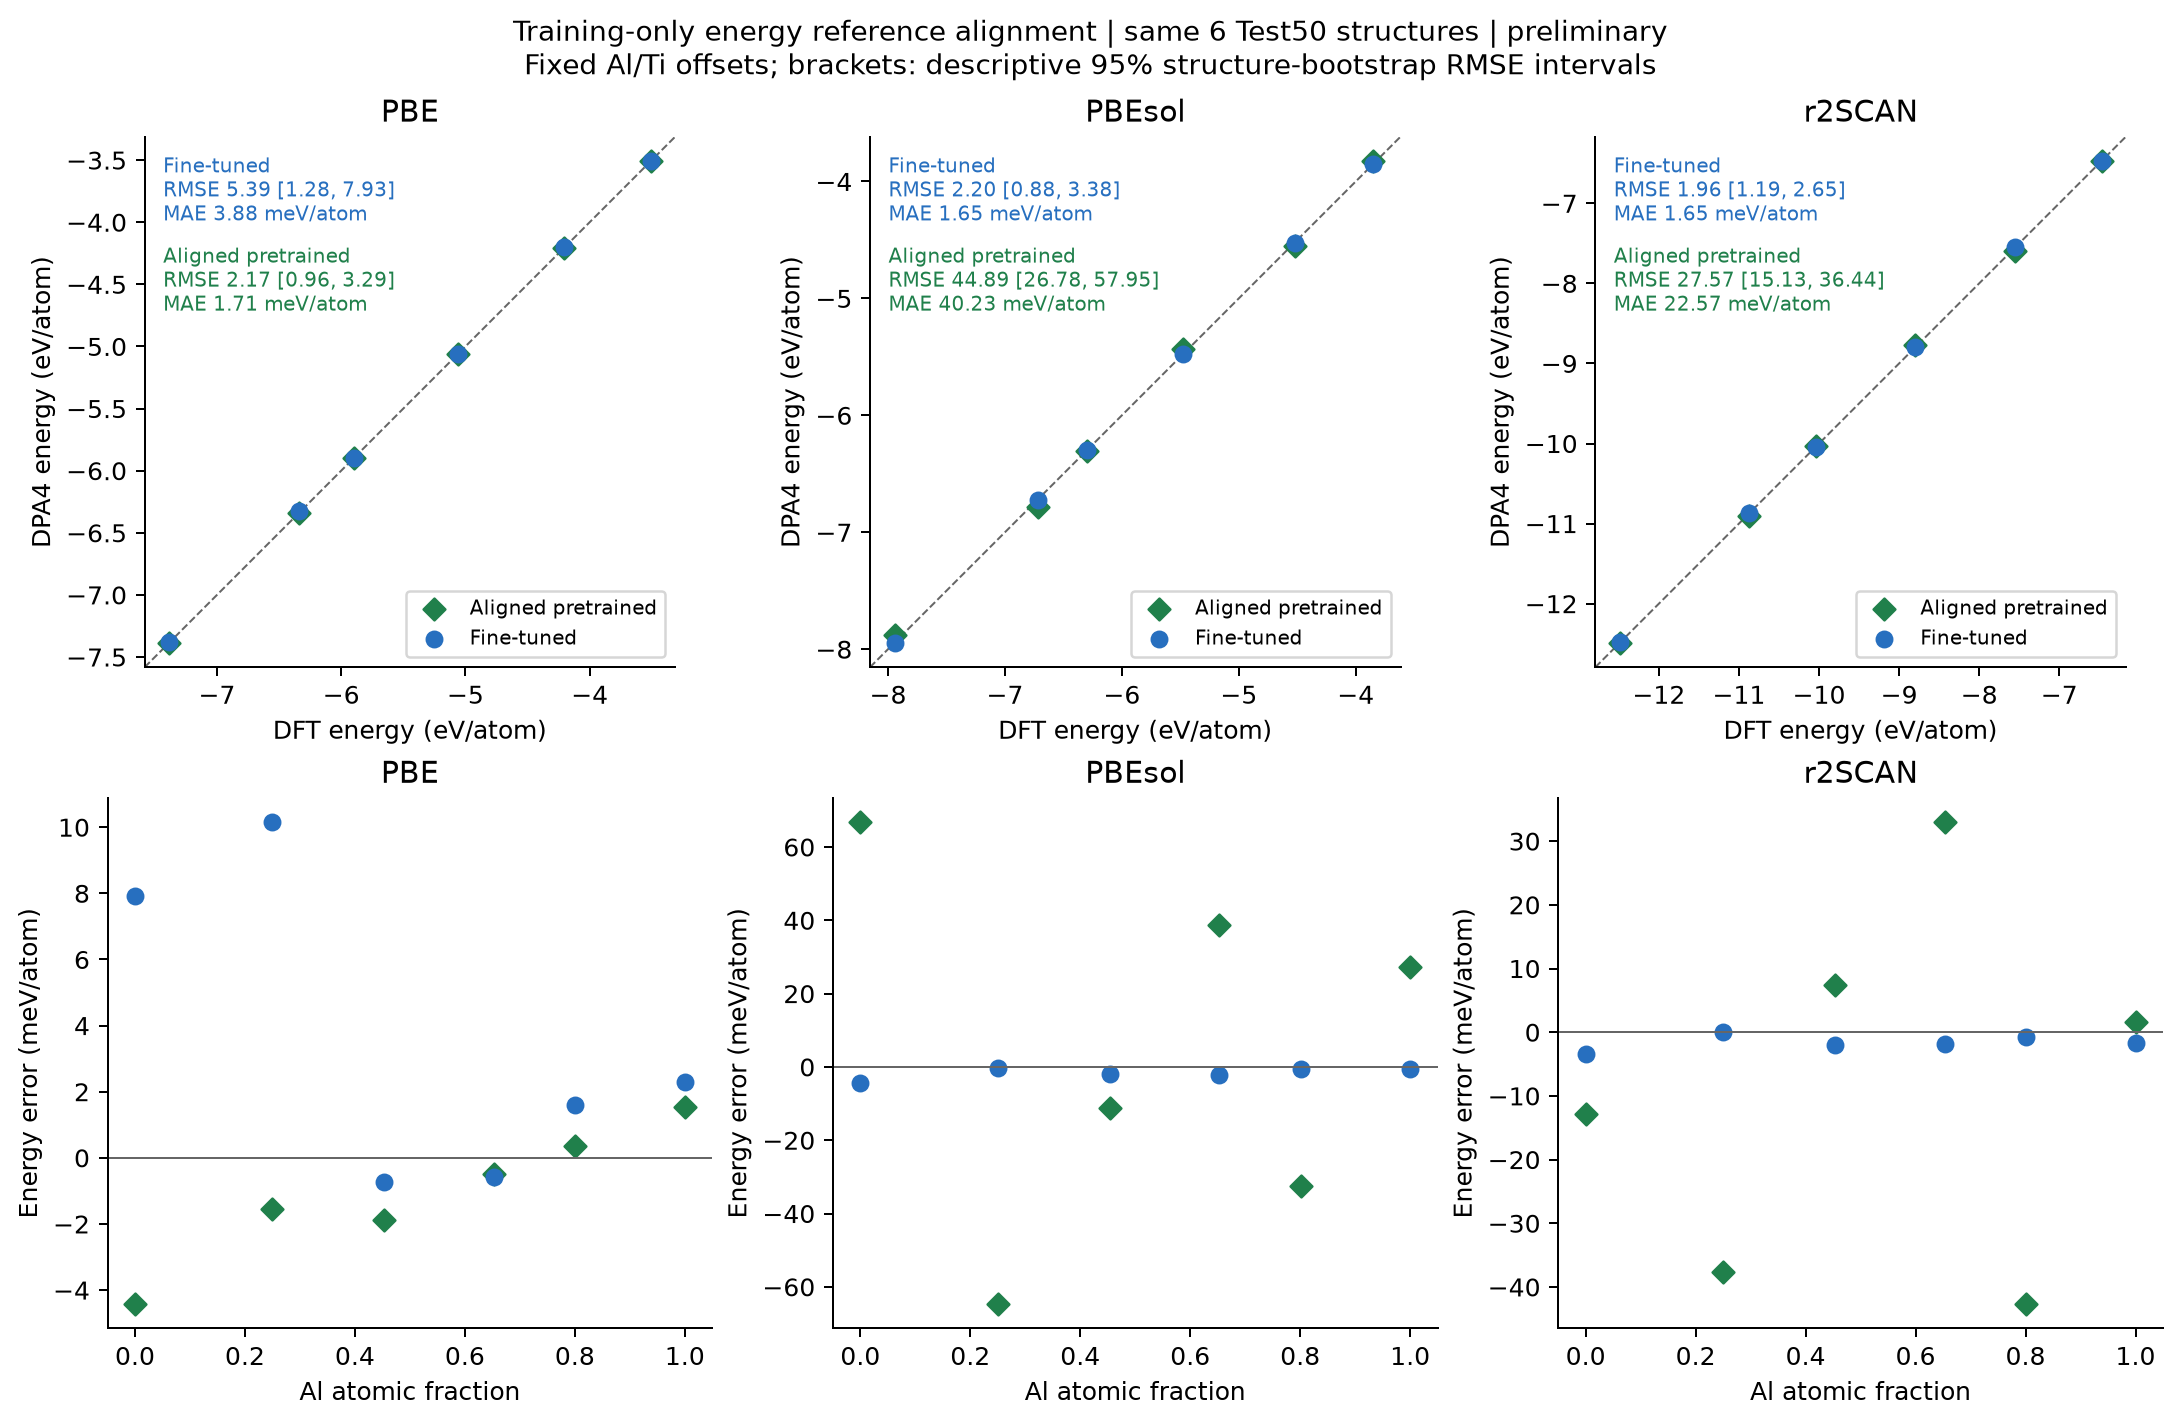 Training-only energy reference alignment | same 6 Test50 structures | preliminary
Fixed Al/Ti offsets; brackets: descriptive 95% structure-bootstrap RMSE intervals
PBE
Fine-tuned
RMSE 5.39 [1.28, 7.93]
MAE 3.88 meV/atom
Aligned pretrained
RMSE 2.17 [0.96, 3.29]
MAE 1.71 meV/atom
−3.5
−4.0
−4.5
−5.0
−5.5
−6.0
−6.5
−7.0
−7.5
DPA4 energy (eV/atom)
Aligned pretrained
Fine-tuned
−7
−6
−5
−4
DFT energy (eV/atom)
PBEsol
Fine-tuned
RMSE 2.20 [0.88, 3.38]
MAE 1.65 meV/atom
Aligned pretrained
RMSE 44.89 [26.78, 57.95]
MAE 40.23 meV/atom
−4
−5
−6
−7
−8
DPA4 energy (eV/atom)
Aligned pretrained
Fine-tuned
−8
−7
−6
−5
−4
DFT energy (eV/atom)
r2SCAN
Fine-tuned
RMSE 1.96 [1.19, 2.65]
MAE 1.65 meV/atom
Aligned pretrained
RMSE 27.57 [15.13, 36.44]
MAE 22.57 meV/atom
−7
−8
−9
−10
−11
−12
DPA4 energy (eV/atom)
Aligned pretrained
Fine-tuned
−12
−11
−10
−9
−8
−7
DFT energy (eV/atom)
PBE
10
8
6
4
2
0
−2
−4
Energy error (meV/atom)
0.0
0.2
0.4
0.6
0.8
1.0
Al atomic fraction
PBEsol
60
40
20
0
−20
−40
−60
Energy error (meV/atom)
0.0
0.2
0.4
0.6
0.8
1.0
Al atomic fraction
r2SCAN
30
20
10
0
−10
−20
−30
−40
Energy error (meV/atom)
0.0
0.2
0.4
0.6
0.8
1.0
Al atomic fraction